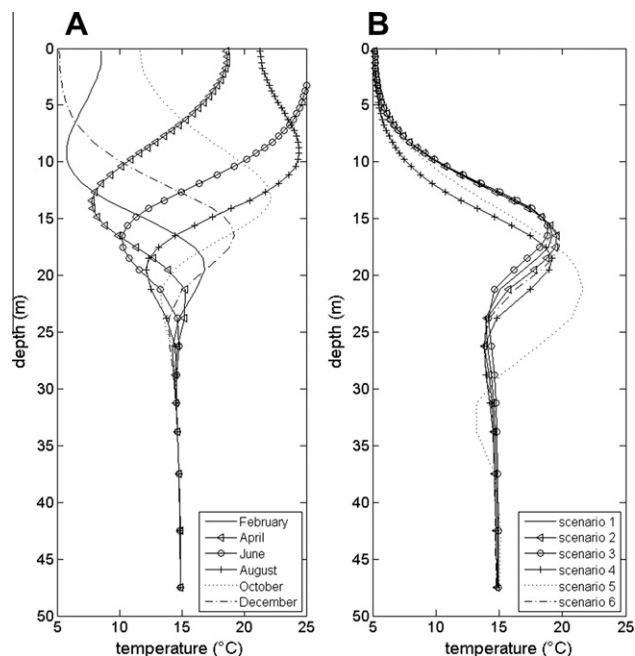 A
B
0
5
10
15
20
25
30
35
40
45
50
depth (m)
5
10
15
20
25
temperature (°C)
February
April
June
August
October
December
0
5
10
15
20
25
30
35
40
45
50
depth (m)
5
10
15
20
25
temperature (°C)
scenario 1
scenario 2
scenario 3
scenario 4
scenario 5
scenario 6